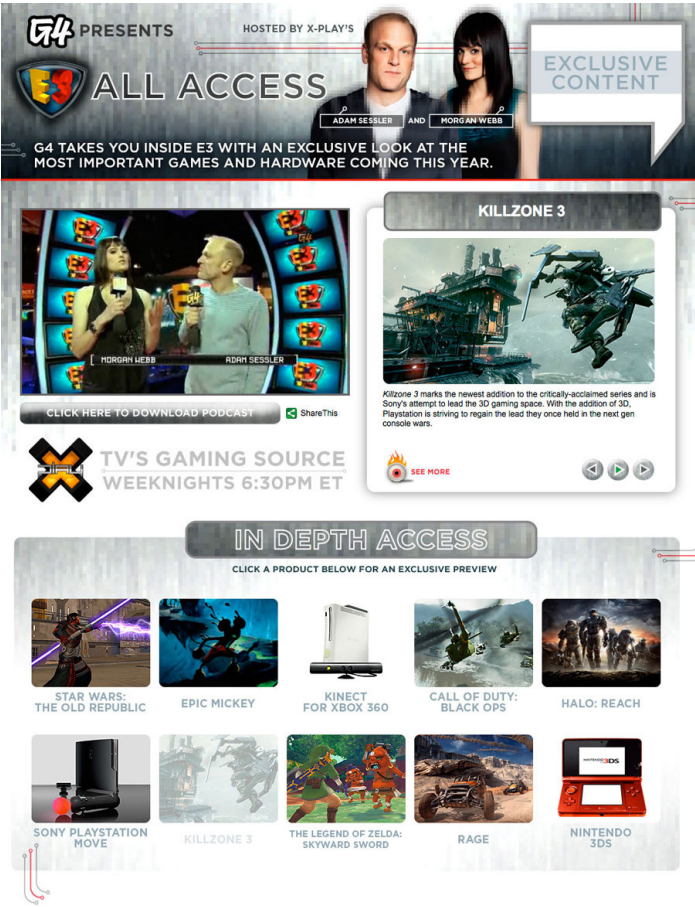 G4 PRESENTS
HOSTED BY X-PLAY'S
E3 ALL ACCESS
EXCLUSIVE
CONTENT
ADAM SESSLER AND MORGAN WEBB
G4 TAKES YOU INSIDE E3 WITH AN EXCLUSIVE LOOK AT THE
MOST IMPORTANT GAMES AND HARDWARE COMING THIS YEAR.
G4
MORGAN WEBB ADAM SESSLER
CLICK HERE TO DOWNLOAD PODCAST
ShareThis
X PLAY
TV'S GAMING SOURCE
WEEKNIGHTS 6:30PM ET
KILLZONE 3
Killzone 3 marks the newest addition to the critically-acclaimed series and is
Sony's attempt to lead the 3D gaming space. With the addition of 3D,
Playstation is striving to regain the lead they once held in the next gen
console wars.
SEE MORE
IN DEPTH ACCESS
CLICK A PRODUCT BELOW FOR AN EXCLUSIVE PREVIEW
STAR WARS:
THE OLD REPUBLIC
EPIC MICKEY
KINECT
FOR XBOX 360
CALL OF DUTY:
BLACK OPS
HALO: REACH
SONY PLAYSTATION
MOVE
KILLZONE 3
THE LEGEND OF ZELDA:
SKYWARD SWORD
RAGE
NINTENDO 3DS
NINTENDO
3DS